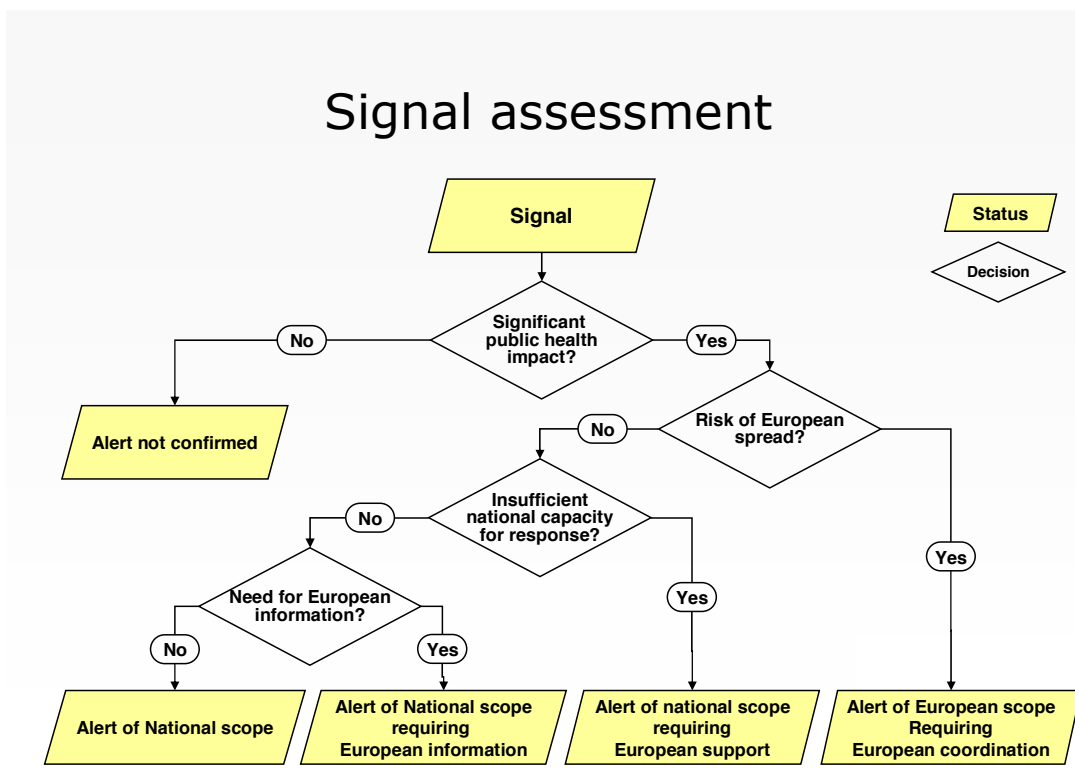 Signal assessment
Signal
Status
Decision
Significant
public health
impact?
No
Yes
Alert not confirmed
Risk of European
spread?
No
Insufficient
national capacity
for response?
No
Yes
Need for European
information?
Yes
No
Yes
Alert of National scope
Alert of National scope
requiring
European information
Alert of national scope
requiring
European support
Alert of European scope
Requiring
European coordination